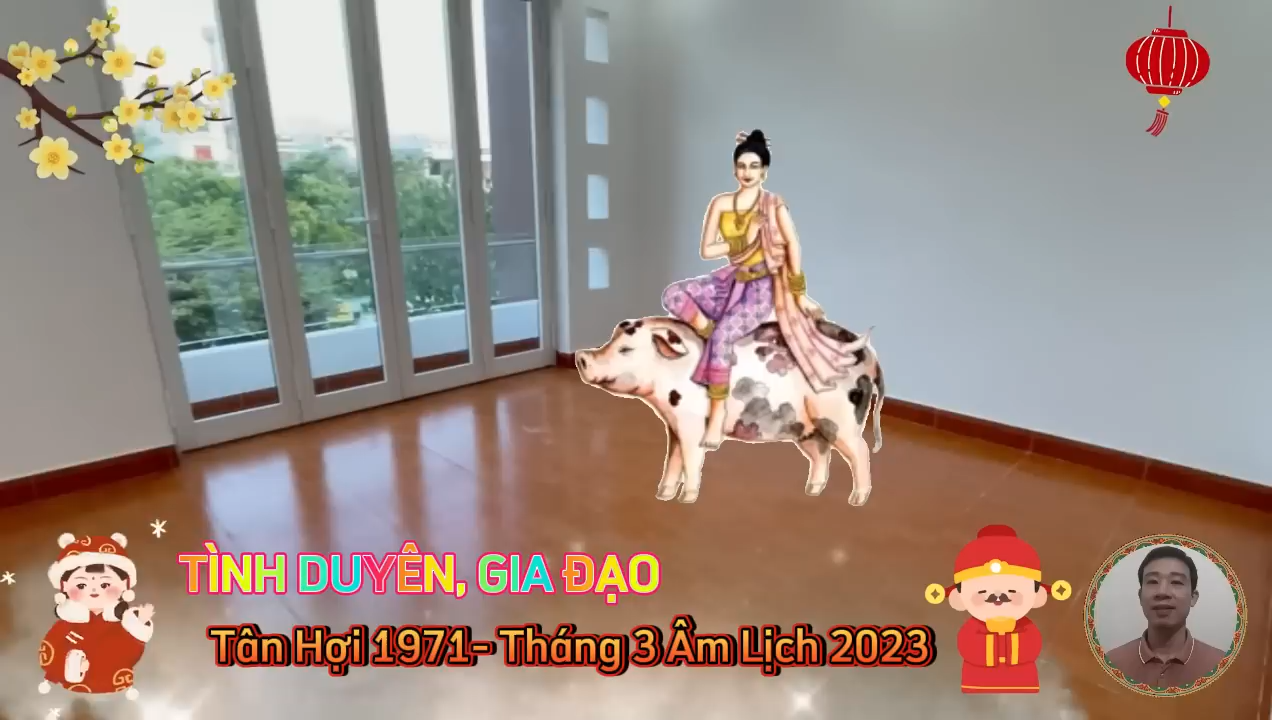 TÌNH DUYÊN, GIA ĐẠO
Tân Hợi 1971- Tháng 3 Âm Lịch 2023